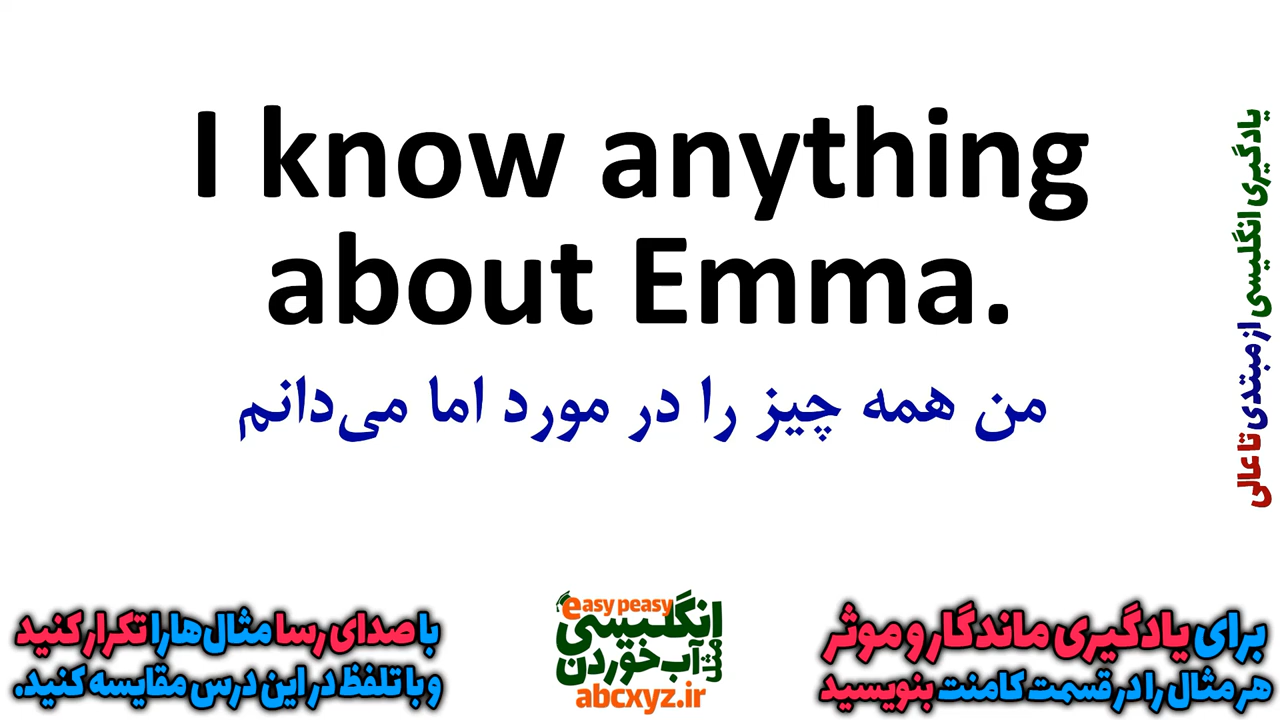 I know anything
about Emma.
من همه چیز را در مورد اما می‌دانم
یادگیری انگلیسی از مبتدی تا عالی
با صدای رسا مثال‌ها را تکرار کنید
و با تلفظ در این درس مقایسه کنید.
easy peasy
انگلیسی
مثل آب خوردن
abcxyz.ir
برای یادگیری ماندگار و موثر
هر مثال را در قسمت کامنت بنویسید